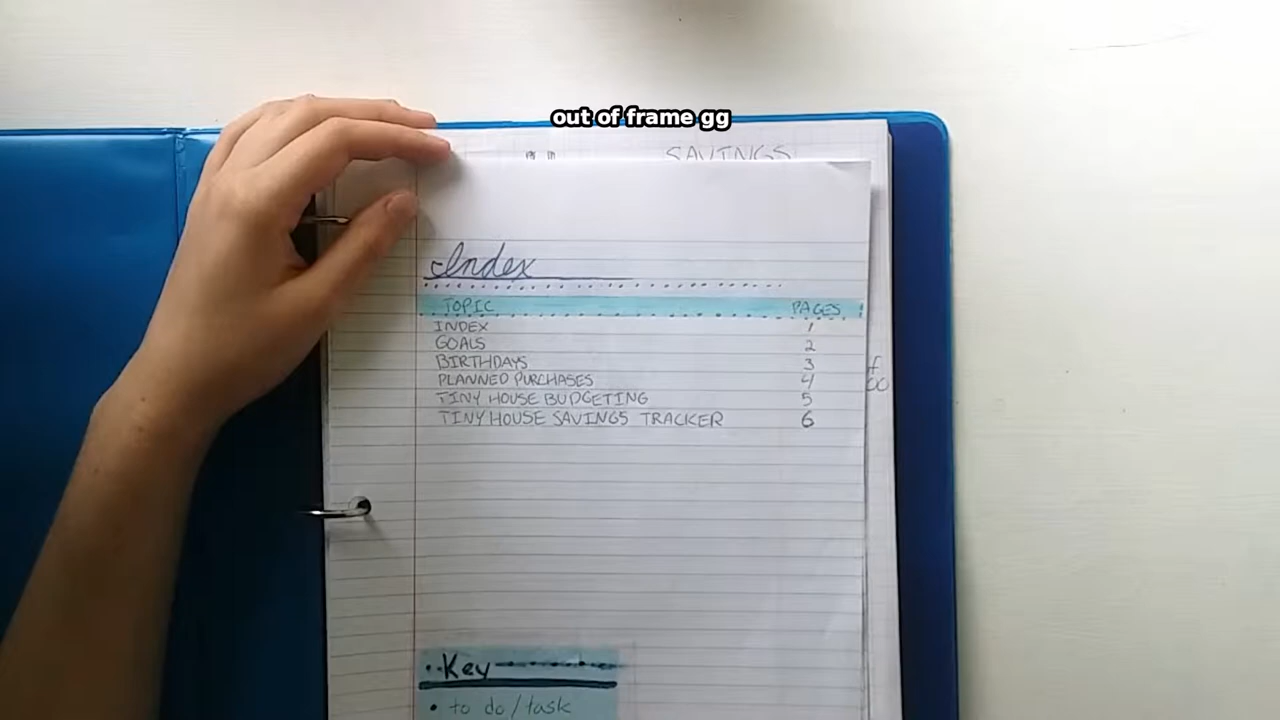 out of frame gg
SAVINGS
Index
TOPIC PAGES
INDEX 1
GOALS 2
BIRTHDAYS 3
PLANNED PURCHASES 4
TINY HOUSE BUDGETING 5
TINY HOUSE SAVINGS TRACKER 6
Key
• to do/task